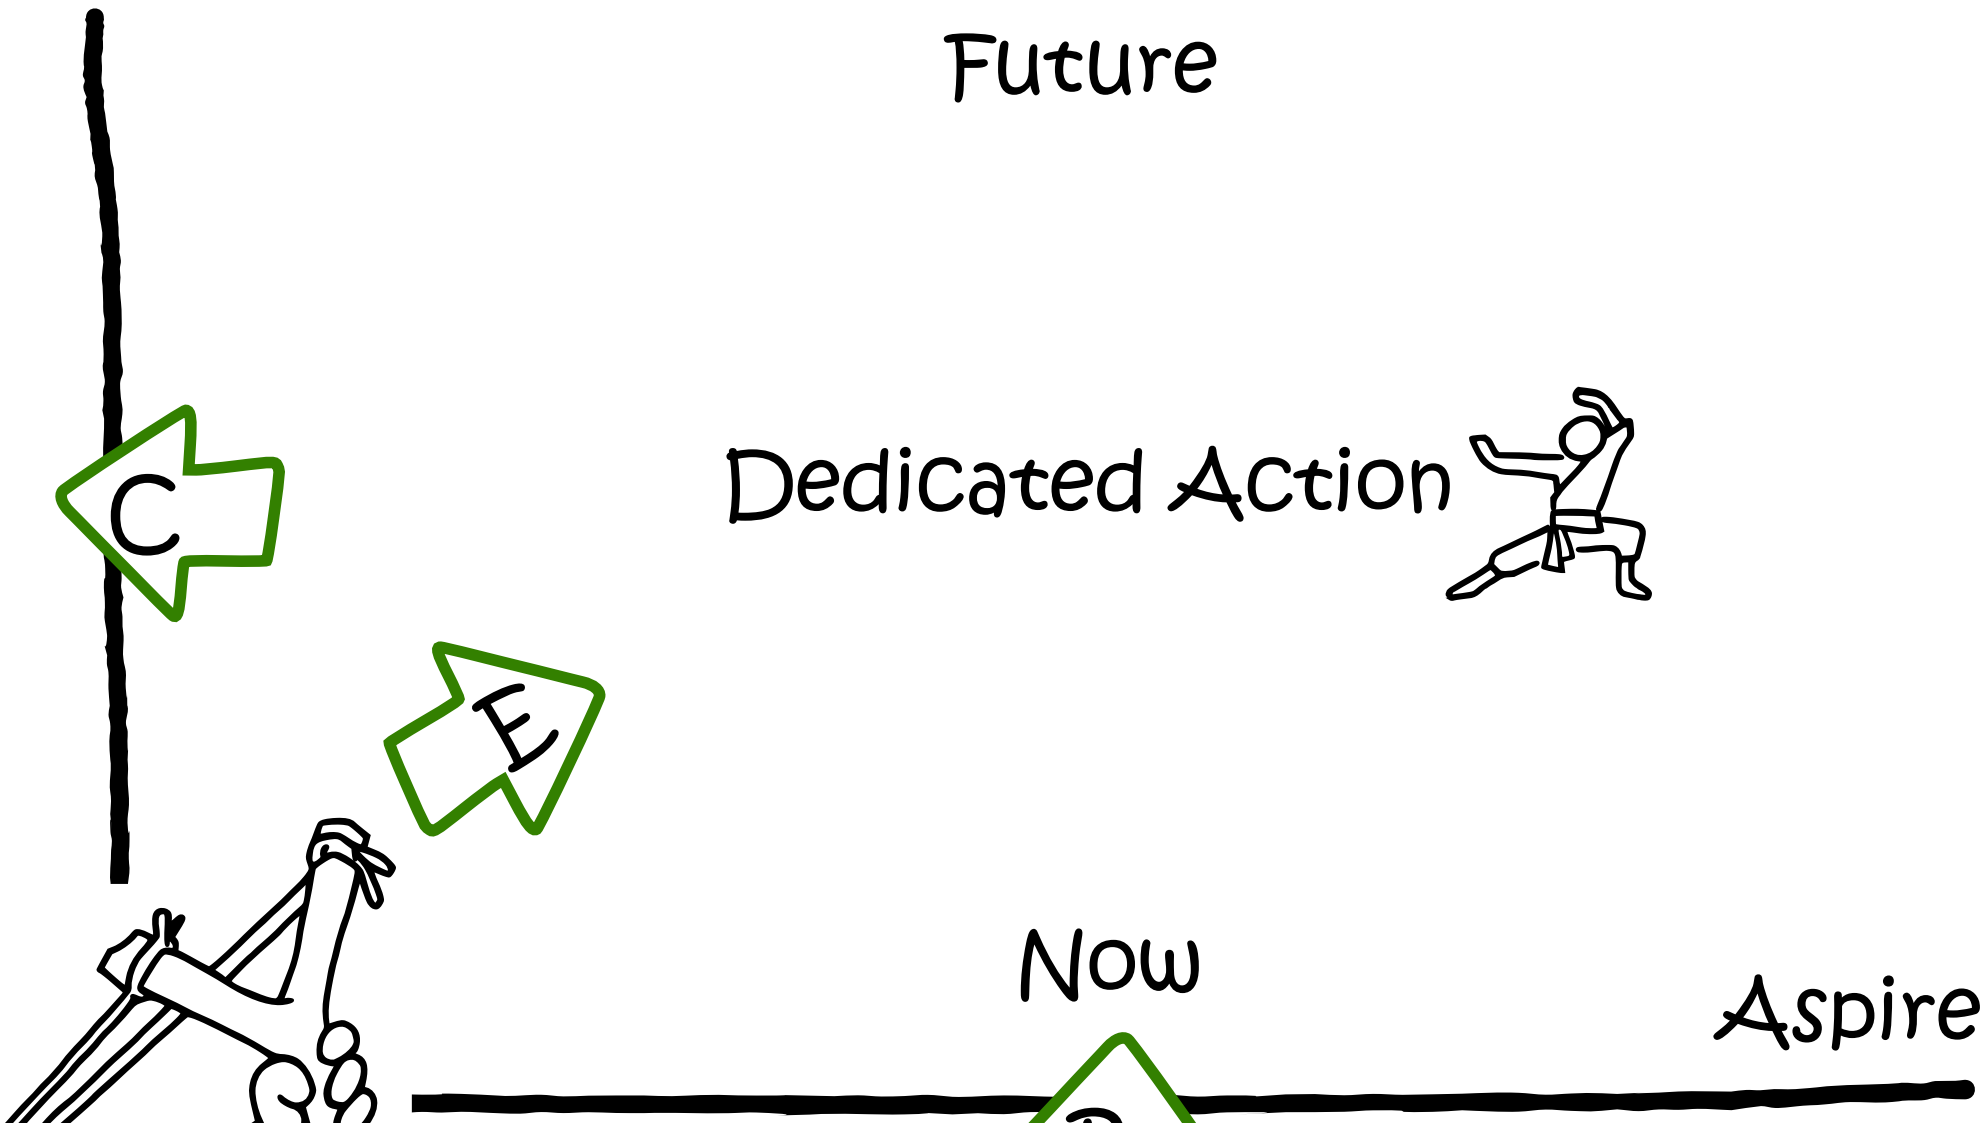 Future
C
Dedicated Action
E
Now
Aspire